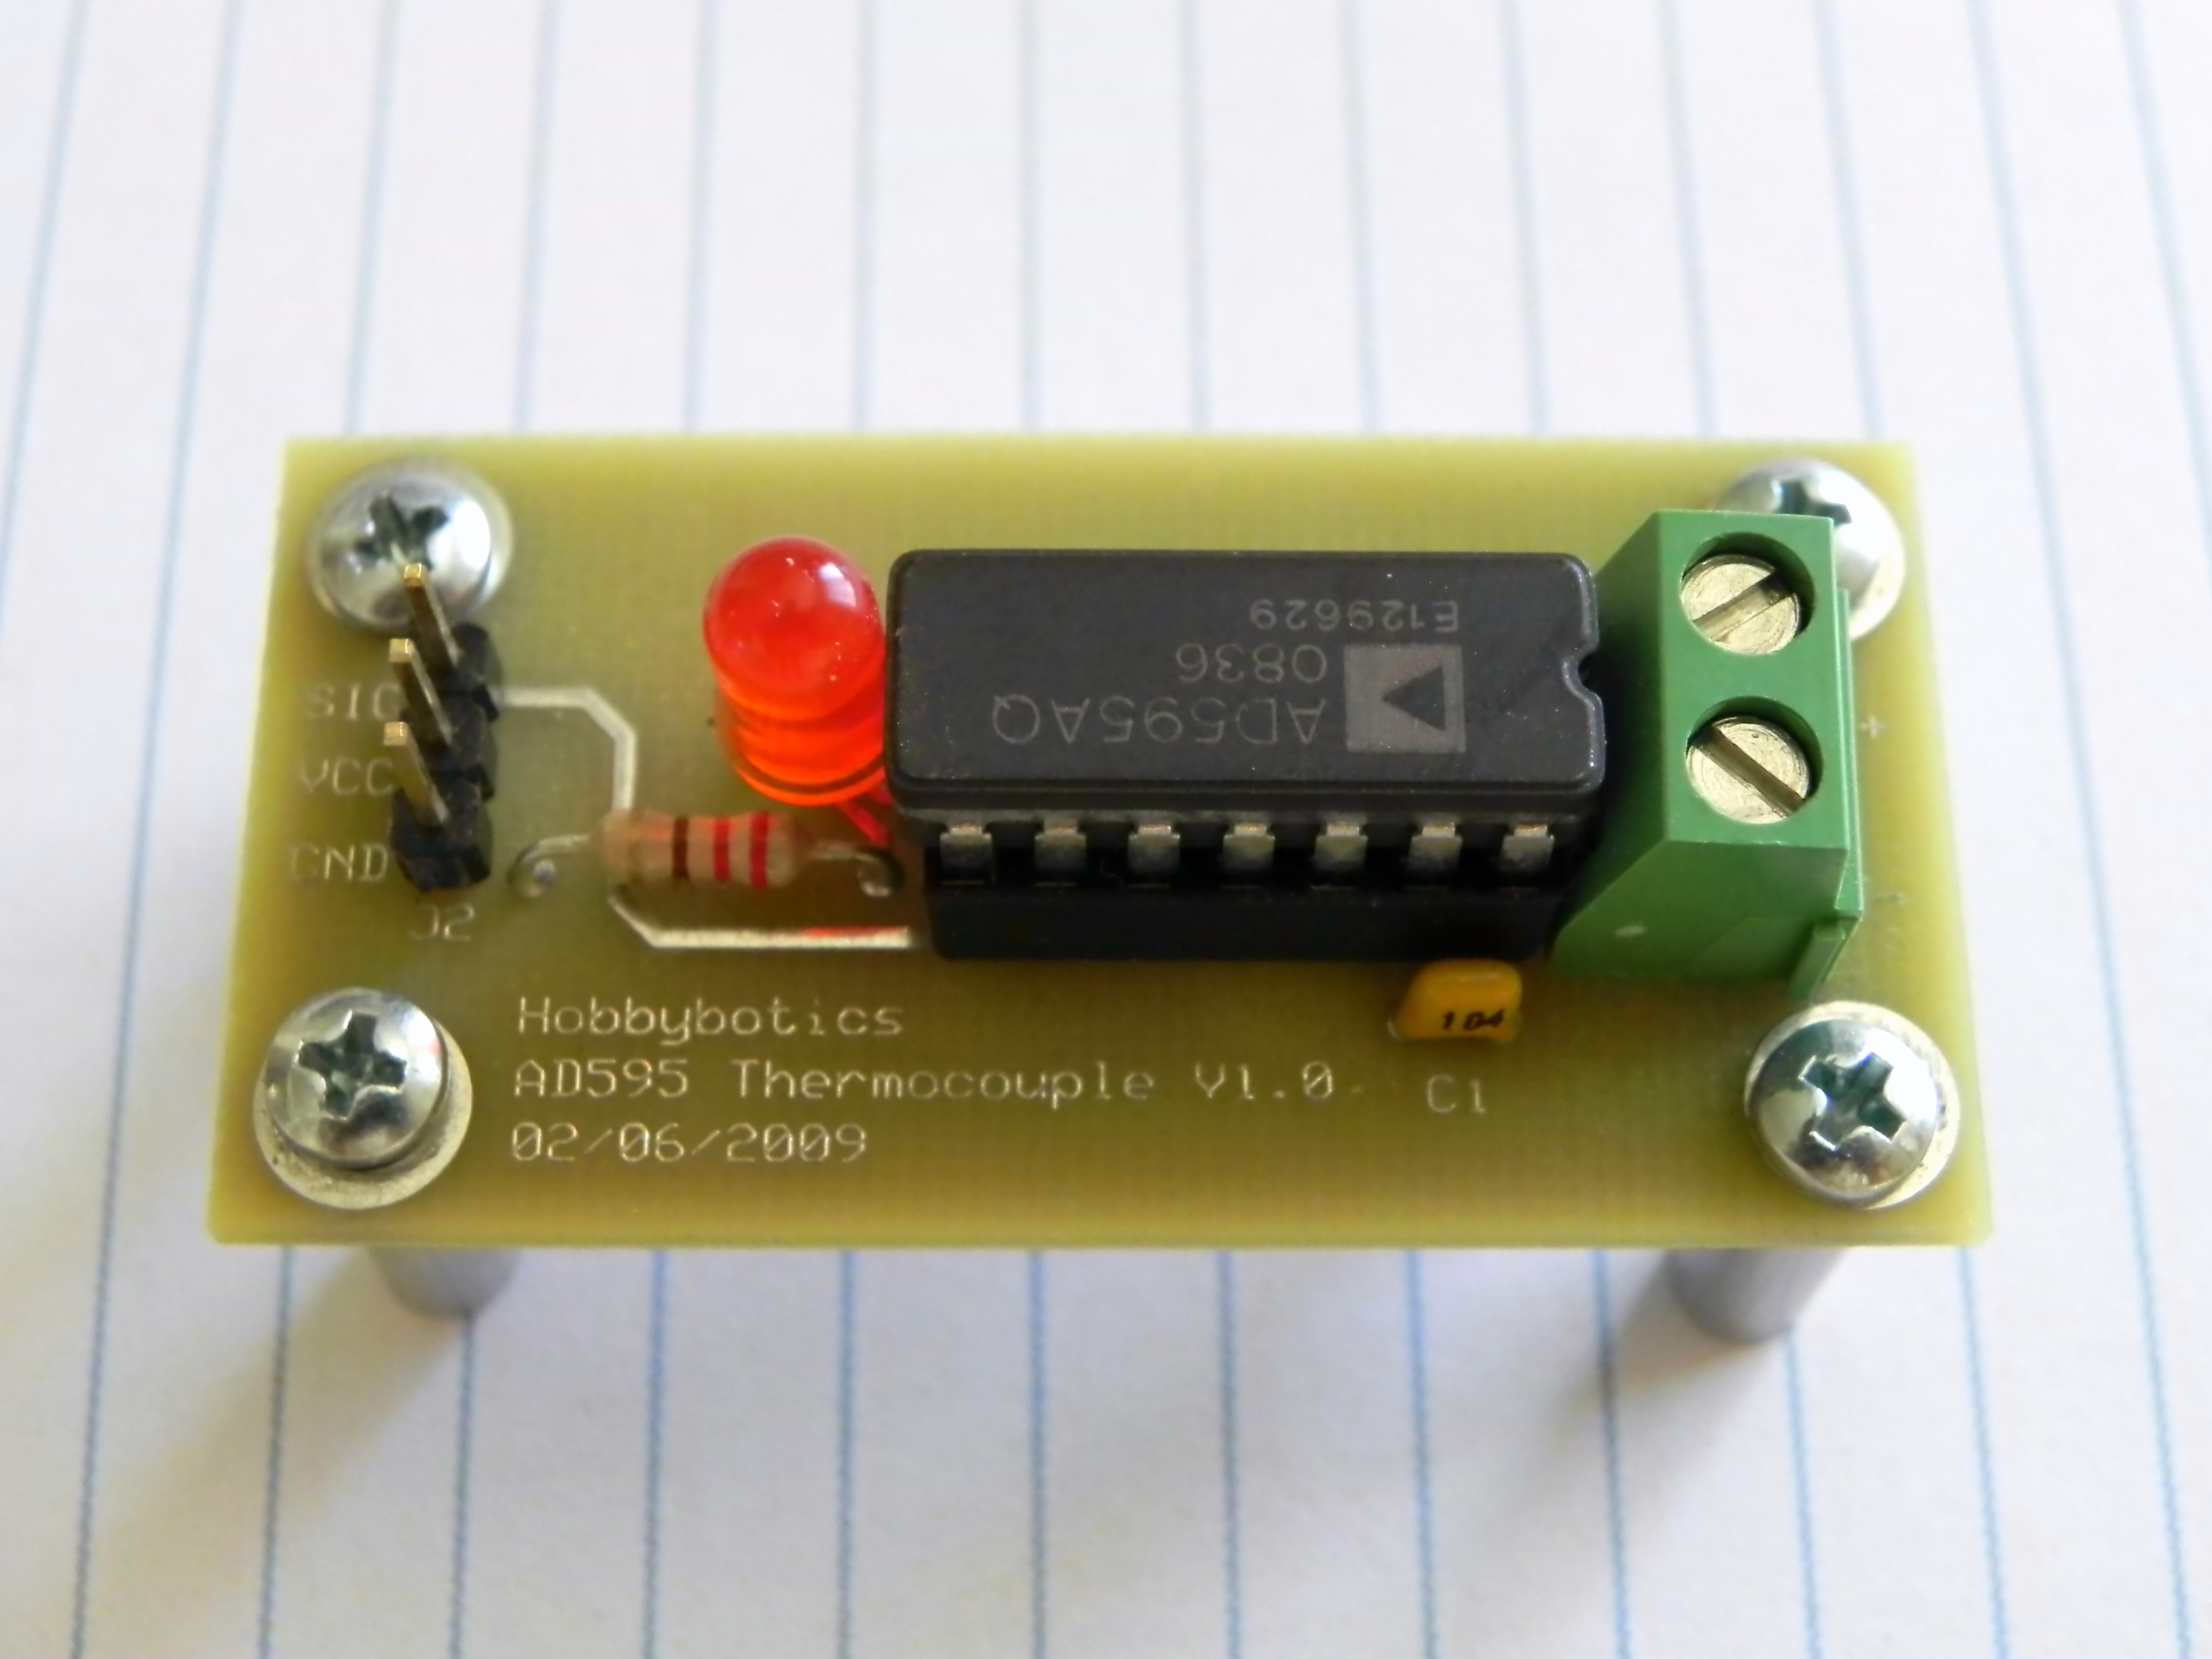 E129629
0836
AD595AQ
SIG
VCC
GND
J2
104
Hobbybotics
AD595 Thermocouple V1.0
C1
02/06/2009
+
-